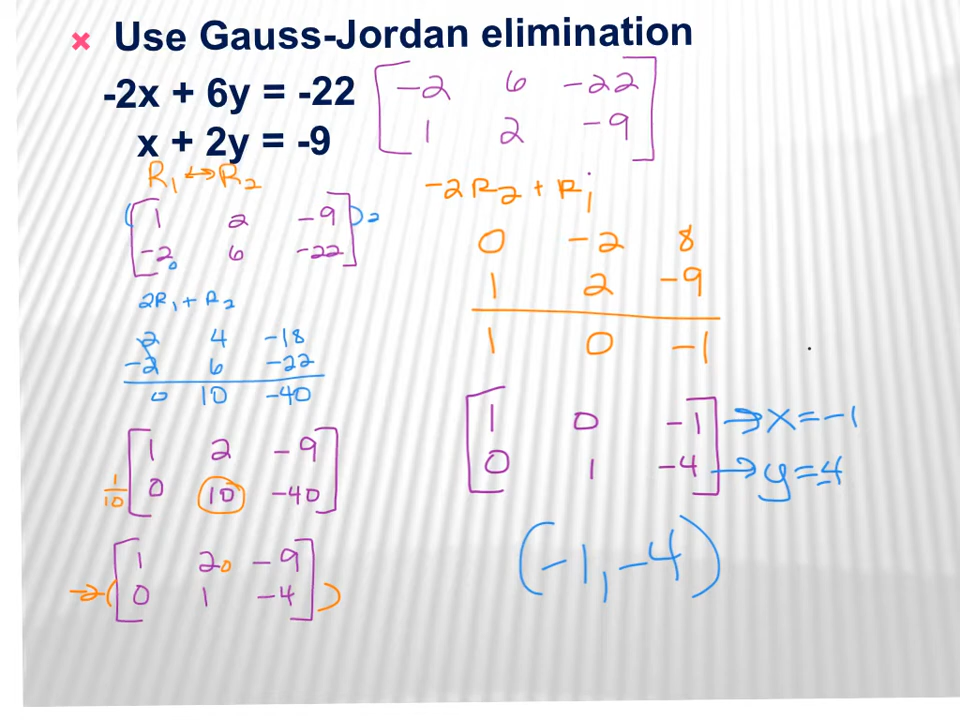 × Use Gauss-Jordan elimination
-2x + 6y = -22
x + 2y = -9
[-2 6 -22]
[1 2 -9]
R1 ↔ R2
([1 2 -9])2
[-2 0 6 -22]
2R1 + R2
2 4 -18
-2 6 -22
0 10 -40
[1 2 -9]
1/10 [0 10 -40]
[1 2 0 -9]
-2([0 1 -4])
-2R2 + R1
0 -2 8
1 2 -9
1 0 -1
[1 0 -1] → x = -1
[0 1 -4] → y = -4
(-1, -4)